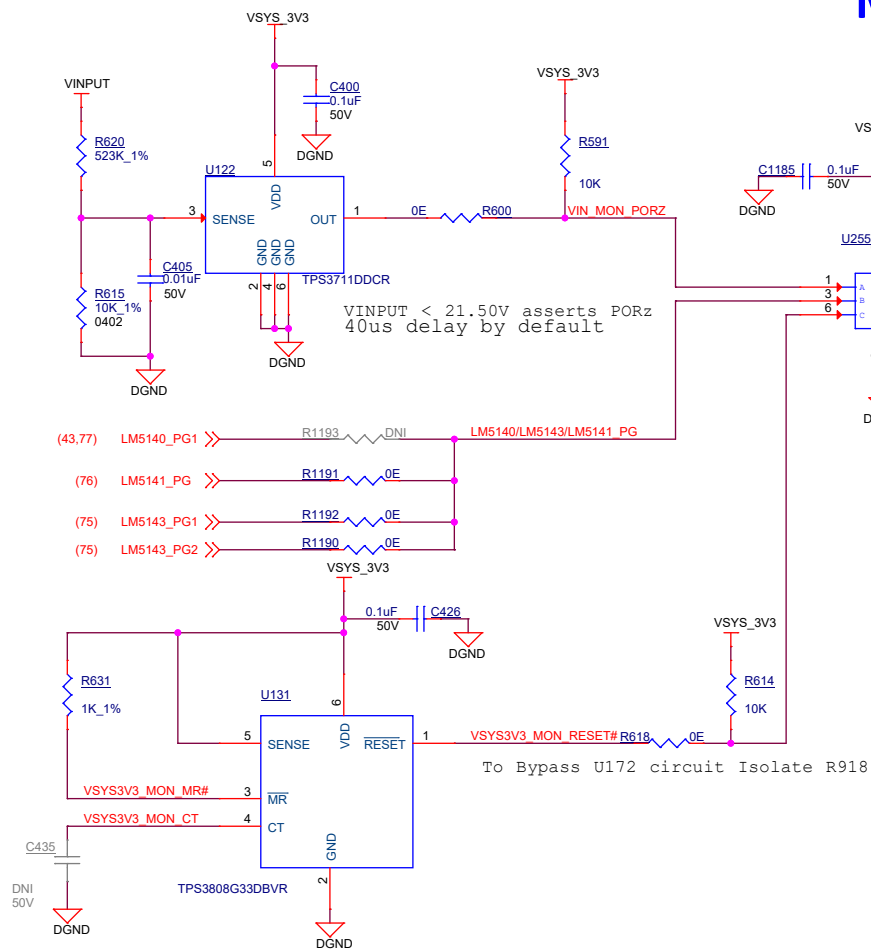 VSYS_3V3
VINPUT
C400
0.1uF
50V
DGND
R620
523K_1%
U122
5
VDD
3
SENSE
OUT
1
GND
GND
GND
2
4
6
TPS3711DDCR
DGND
C405
0.01uF
50V
R615
10K_1%
0402
DGND
0E
R600
VSYS_3V3
R591
10K
VIN_MON_PORZ
VINPUT < 21.50V asserts PORz
40us delay by default
VS
C1185
0.1uF
50V
DGND
U255
1
A
3
B
6
C
D
(43,77)
LM5140_PG1
R1193
DNI
LM5140/LM5143/LM5141_PG
(76)
LM5141_PG
R1191
0E
(75)
LM5143_PG1
R1192
0E
(75)
LM5143_PG2
R1190
0E
VSYS_3V3
0.1uF
50V
C426
DGND
R631
1K_1%
U131
6
VDD
5
SENSE
RESET
1
VSYS3V3_MON_RESET#
R618
0E
VSYS_3V3
R614
10K
To Bypass U172 circuit Isolate R918
VSYS3V3_MON_MR#
3
MR
VSYS3V3_MON_CT
4
CT
GND
2
TPS3808G33DBVR
DGND
C435
DNI
50V
DGND